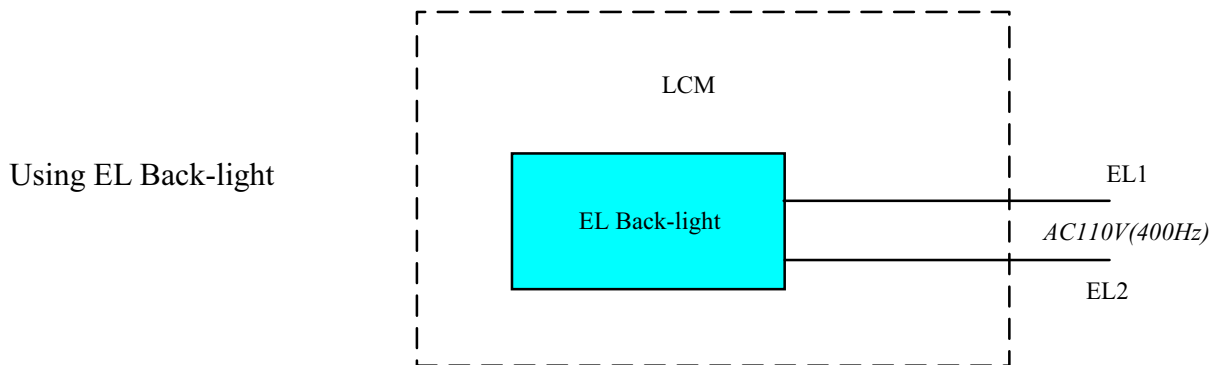 LCM
Using EL Back-light
EL Back-light
EL1
AC110V(400Hz)
EL2